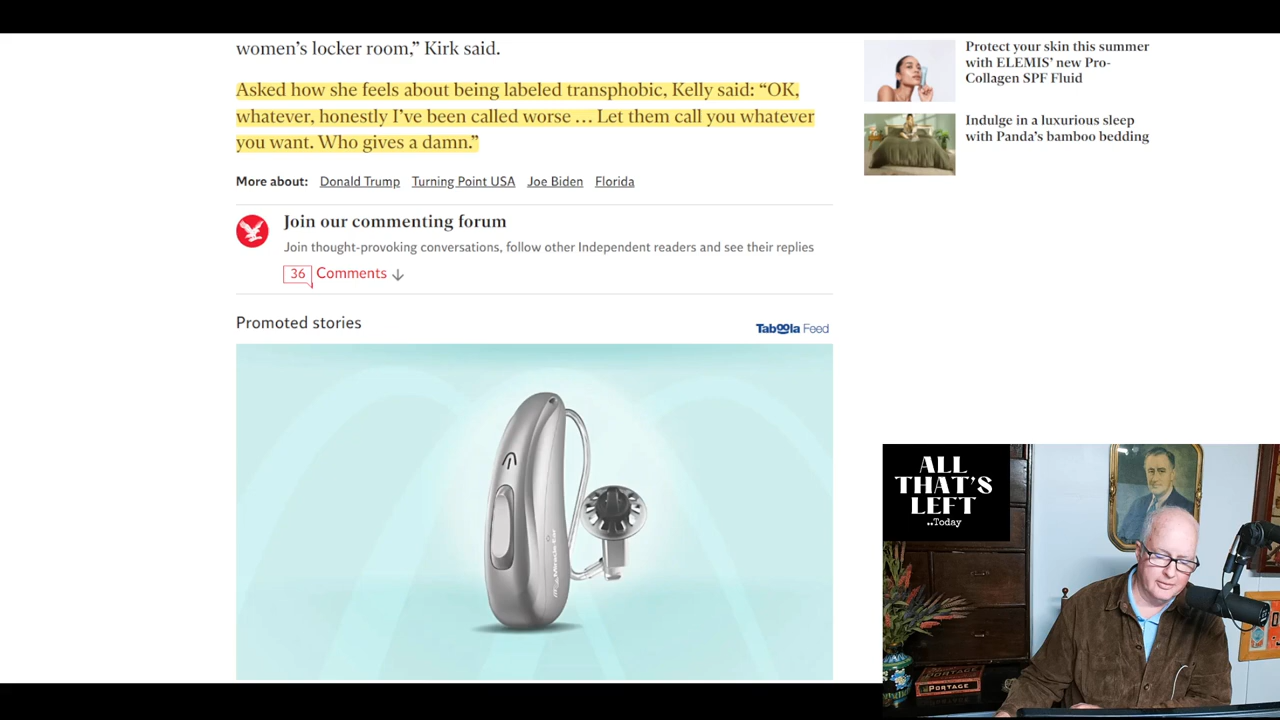 women's locker room,” Kirk said.
Asked how she feels about being labeled transphobic, Kelly said: “OK,
whatever, honestly I've been called worse … Let them call you whatever
you want. Who gives a damn.”
More about: Donald Trump Turning Point USA Joe Biden Florida
Join our commenting forum
Join thought-provoking conversations, follow other Independent readers and see their replies
36 Comments
Promoted stories
Taboola Feed
Protect your skin this summer
with ELEMIS' new Pro-
Collagen SPF Fluid
Indulge in a luxurious sleep
with Panda's bamboo bedding
ALL
THAT'S
LEFT
..Today
PORTAGE